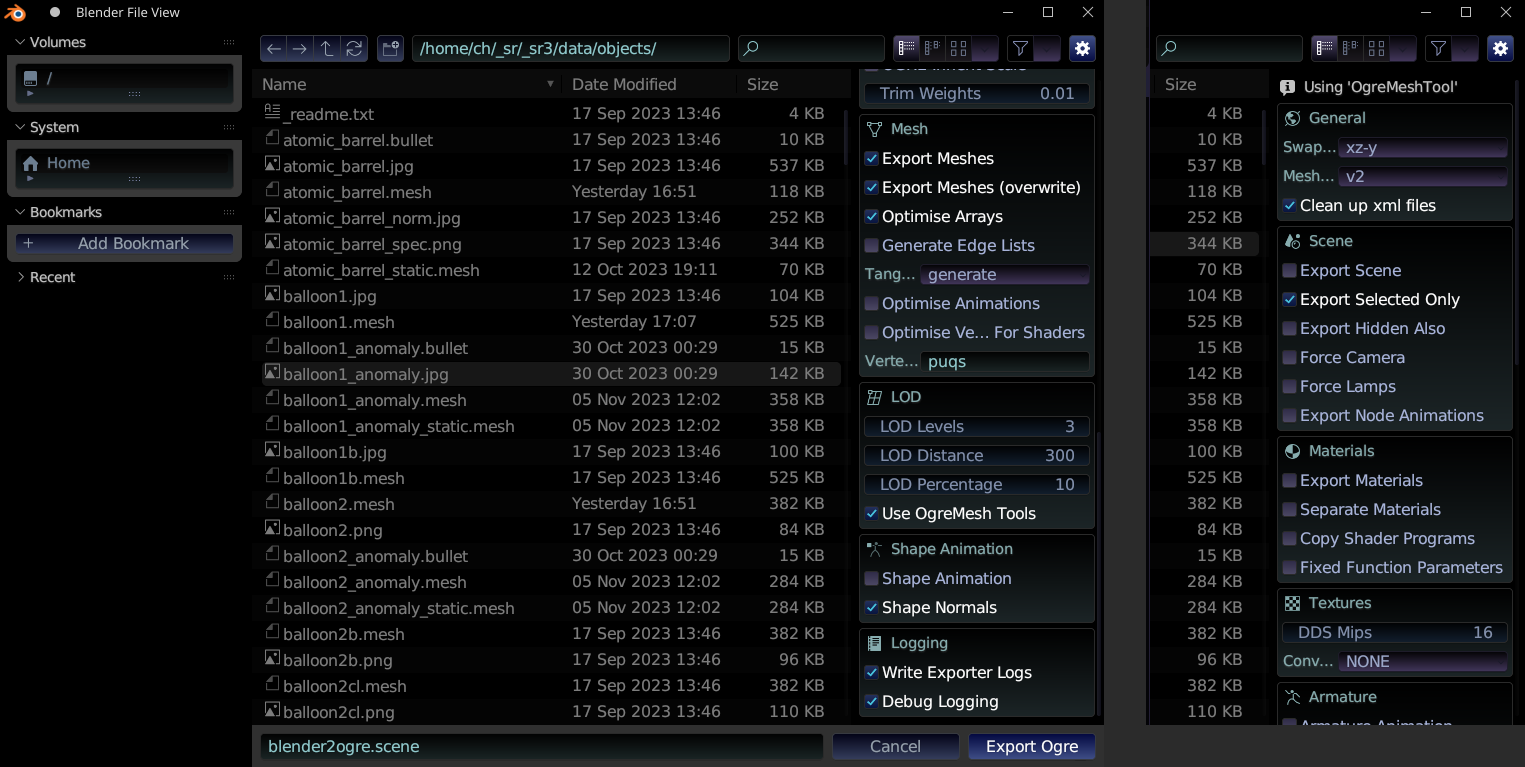 Blender File View
Volumes
/
System
Home
Bookmarks
+ Add Bookmark
Recent
/home/ch/_sr/_sr3/data/objects/
Name Date Modified Size
_readme.txt 17 Sep 2023 13:46 4 KB
atomic_barrel.bullet 17 Sep 2023 13:46 10 KB
atomic_barrel.jpg 17 Sep 2023 13:46 537 KB
atomic_barrel.mesh Yesterday 16:51 118 KB
atomic_barrel_norm.jpg 17 Sep 2023 13:46 252 KB
atomic_barrel_spec.png 17 Sep 2023 13:46 344 KB
atomic_barrel_static.mesh 12 Oct 2023 19:11 70 KB
balloon1.jpg 17 Sep 2023 13:46 104 KB
balloon1.mesh Yesterday 17:07 525 KB
balloon1_anomaly.bullet 30 Oct 2023 00:29 15 KB
balloon1_anomaly.jpg 30 Oct 2023 00:29 142 KB
balloon1_anomaly.mesh 05 Nov 2023 12:02 358 KB
balloon1_anomaly_static.mesh 05 Nov 2023 12:02 358 KB
balloon1b.jpg 17 Sep 2023 13:46 100 KB
balloon1b.mesh 17 Sep 2023 13:46 525 KB
balloon2.mesh Yesterday 16:51 382 KB
balloon2.png 17 Sep 2023 13:46 84 KB
balloon2_anomaly.bullet 30 Oct 2023 00:29 15 KB
balloon2_anomaly.mesh 05 Nov 2023 12:02 284 KB
balloon2_anomaly_static.mesh 05 Nov 2023 12:02 284 KB
balloon2b.mesh 17 Sep 2023 13:46 382 KB
balloon2b.png 17 Sep 2023 13:46 96 KB
balloon2cl.mesh 17 Sep 2023 13:46 382 KB
balloon2cl.png 17 Sep 2023 13:46 110 KB
Trim Weights 0.01
Mesh
Export Meshes
Export Meshes (overwrite)
Optimise Arrays
Generate Edge Lists
Tang... generate
Optimise Animations
Optimise Ve... For Shaders
Verte... puqs
LOD
LOD Levels 3
LOD Distance 300
LOD Percentage 10
Use OgreMesh Tools
Shape Animation
Shape Animation
Shape Normals
Logging
Write Exporter Logs
Debug Logging
blender2ogre.scene
Cancel
Export Ogre
Size
4 KB
10 KB
537 KB
118 KB
252 KB
344 KB
70 KB
104 KB
525 KB
15 KB
142 KB
358 KB
358 KB
100 KB
525 KB
382 KB
84 KB
15 KB
284 KB
284 KB
382 KB
96 KB
382 KB
110 KB
Using 'OgreMeshTool'
General
Swap... xz-y
Mesh... v2
Clean up xml files
Scene
Export Scene
Export Selected Only
Export Hidden Also
Force Camera
Force Lamps
Export Node Animations
Materials
Export Materials
Separate Materials
Copy Shader Programs
Fixed Function Parameters
Textures
DDS Mips 16
Conv... NONE
Armature
Armature Animation